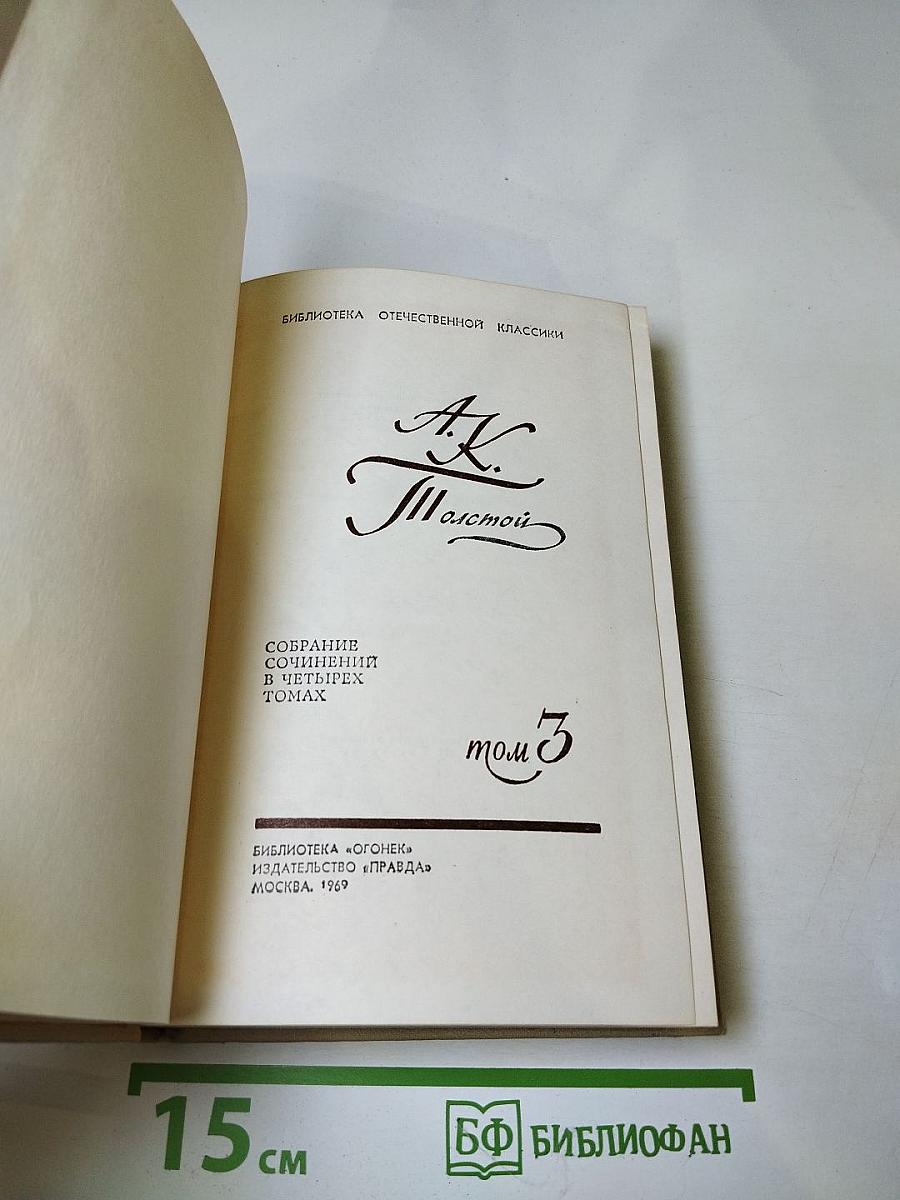 БИБЛИОТЕКА ОТЕЧЕСТВЕННОЙ КЛАССИКИ
А.К.
Толстой
СОБРАНИЕ
СОЧИНЕНИЙ
В ЧЕТЫРЕХ
ТОМАХ
том 3
БИБЛИОТЕКА «ОГОНЕК»
ИЗДАТЕЛЬСТВО «ПРАВДА»
МОСКВА. 1969
15 см
БФ БИБЛИОФАН